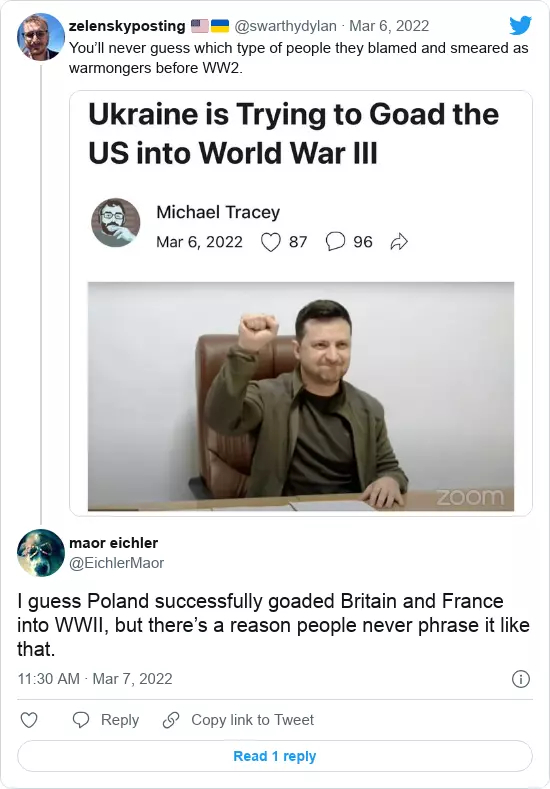 zelenskyposting 🇺🇸🇺🇦 @swarthydylan · Mar 6, 2022
You’ll never guess which type of people they blamed and smeared as
warmongers before WW2.
Ukraine is Trying to Goad the
US into World War III
Michael Tracey
Mar 6, 2022 87 96
zoom
maor eichler
@EichlerMaor
I guess Poland successfully goaded Britain and France
into WWII, but there’s a reason people never phrase it like
that.
11:30 AM · Mar 7, 2022
Reply Copy link to Tweet
Read 1 reply